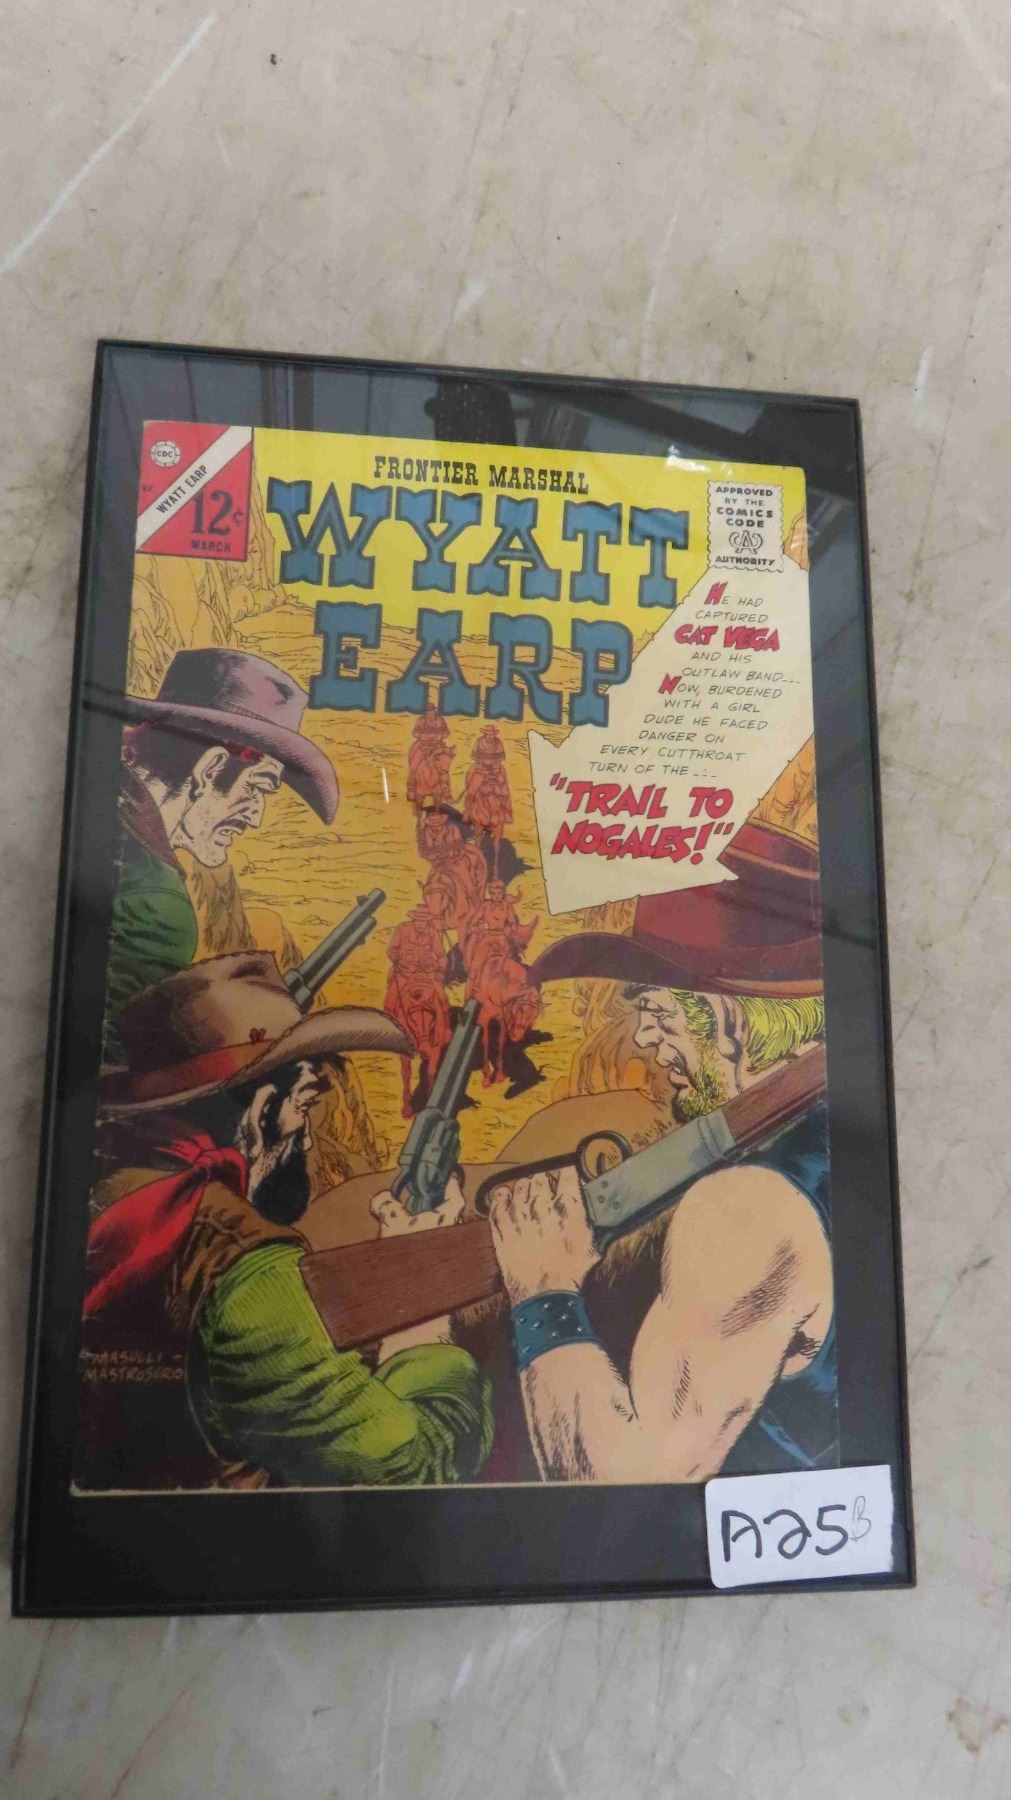 CDC
WYATT EARP
12¢
MARCH
FRONTIER MARSHAL
WYATT
EARP
APPROVED
BY THE
COMICS
CODE
AUTHORITY
HE HAD
CAPTURED
CAT VEGA
AND HIS
OUTLAW BAND---
NOW, BURDENED
WITH A GIRL
DUDE HE FACED
DANGER ON
EVERY CUTTHROAT
TURN OF THE ---
"TRAIL TO
NOGALES!"
MASULLI -
MASTROSERIO
A25 B